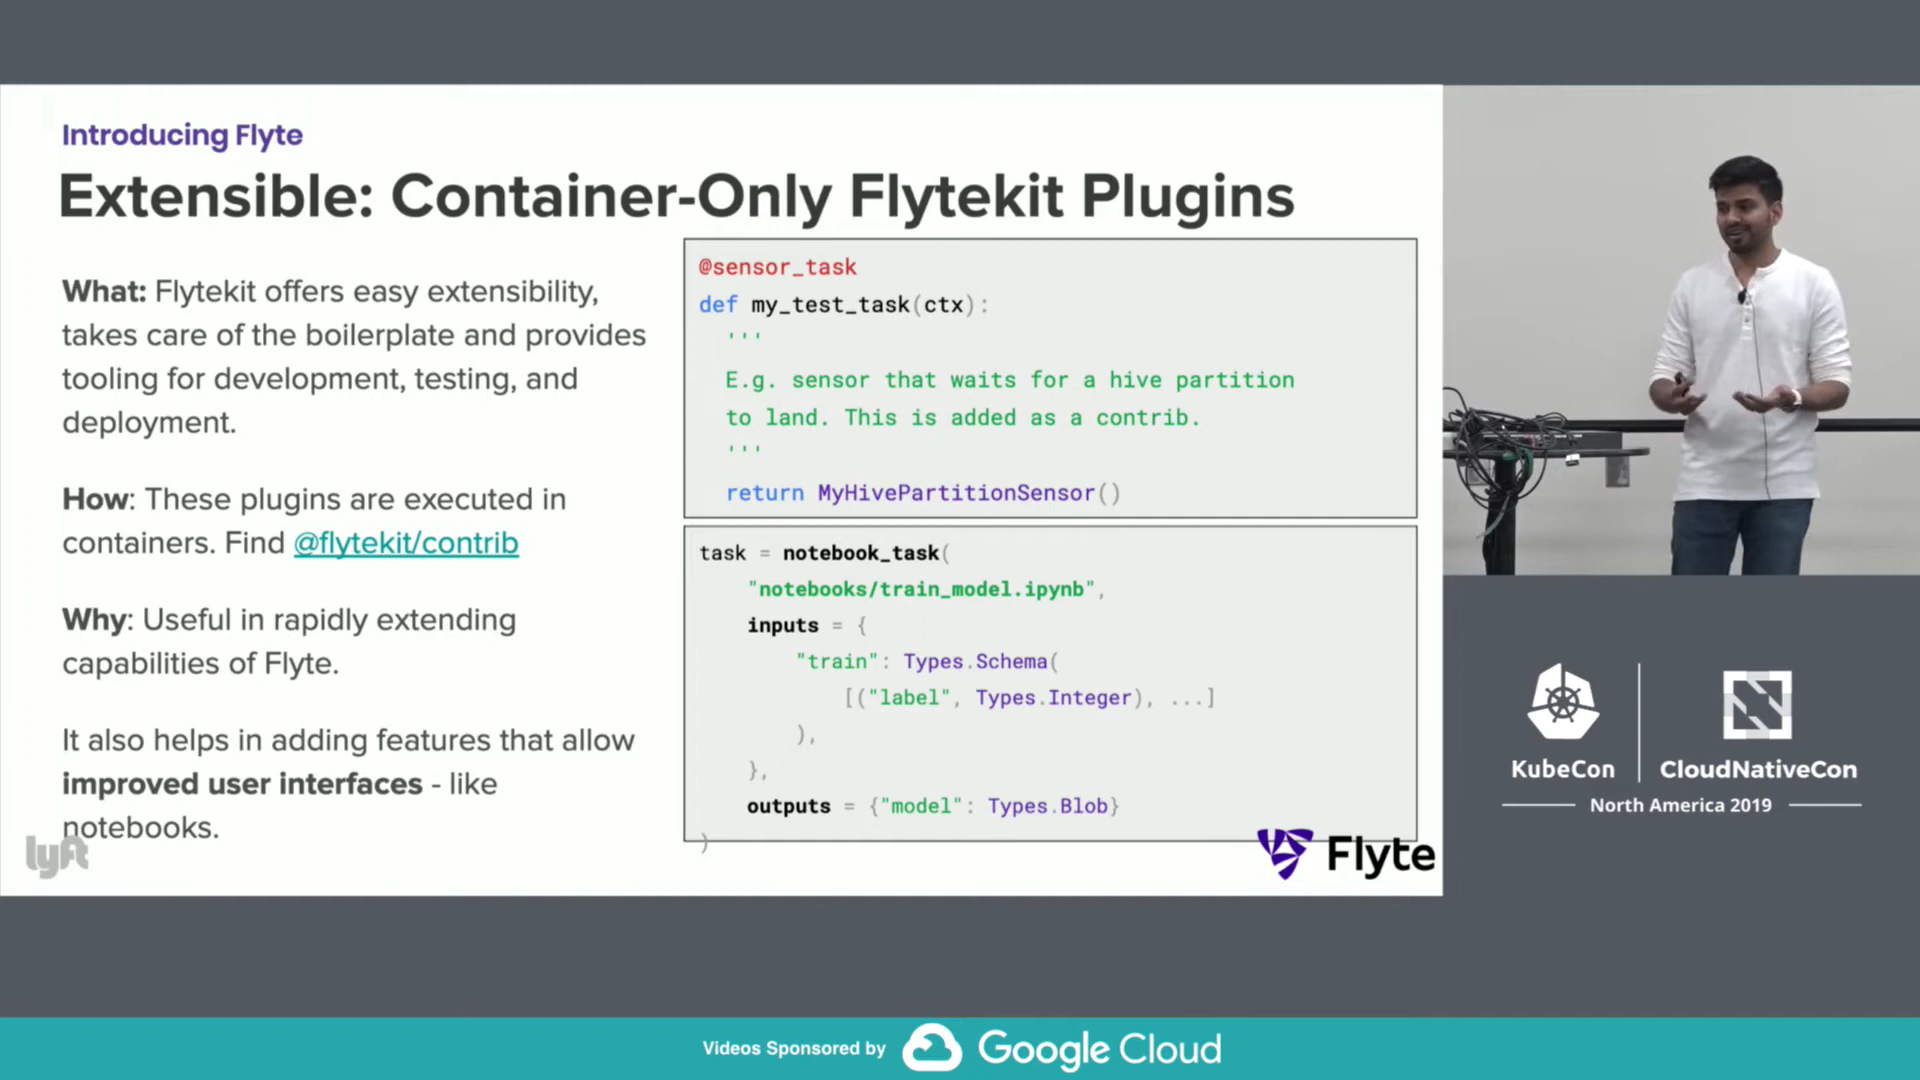 Introducing Flyte
Extensible: Container-Only Flytekit Plugins
What: Flytekit offers easy extensibility,
takes care of the boilerplate and provides
tooling for development, testing, and
deployment.
How: These plugins are executed in
containers. Find @flytekit/contrib
Why: Useful in rapidly extending
capabilities of Flyte.
It also helps in adding features that allow
improved user interfaces - like
notebooks.
lyft
@sensor_task
def my_test_task(ctx):
'''
E.g. sensor that waits for a hive partition
to land. This is added as a contrib.
'''
return MyHivePartitionSensor()
task = notebook_task(
"notebooks/train_model.ipynb",
inputs = {
"train": Types.Schema(
[("label", Types.Integer), ...]
),
},
outputs = {"model": Types.Blob}
)
Flyte
KubeCon
CloudNativeCon
North America 2019
Videos Sponsored by
Google Cloud